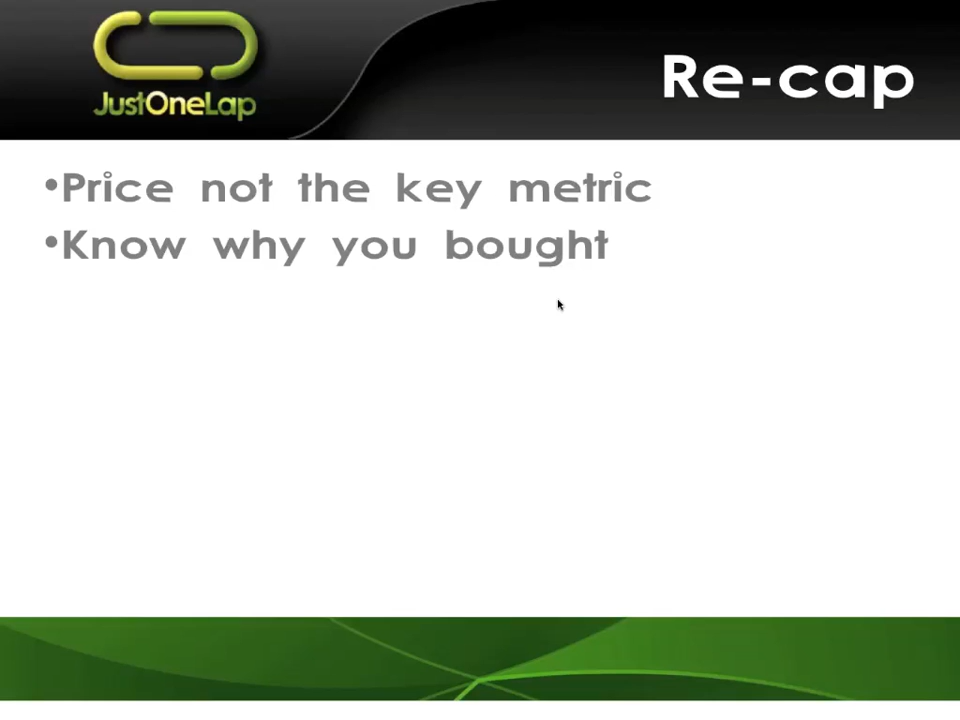 JustOneLap
Re-cap
•Price not the key metric
•Know why you bought